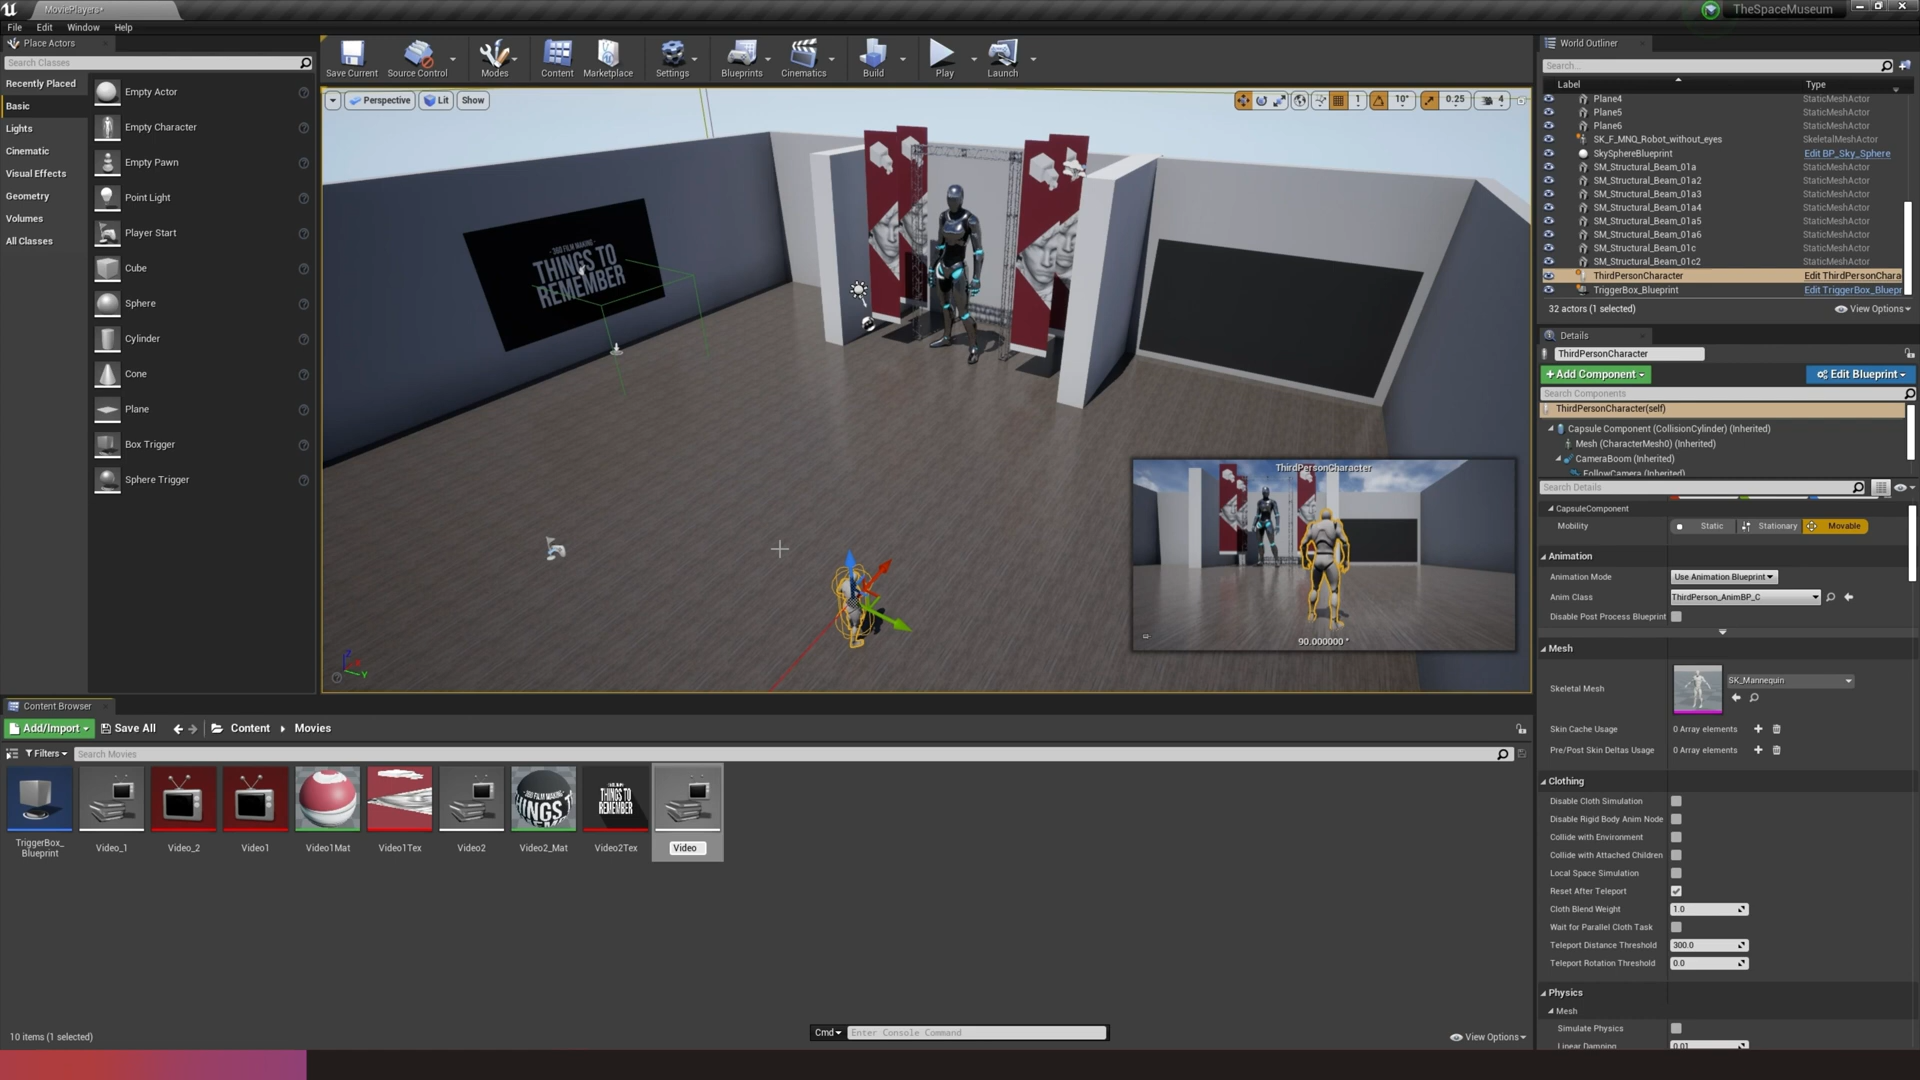 MoviePlayers*
TheSpaceMuseum
File Edit Window Help
Place Actors
Search Classes
Recently Placed
Basic
Lights
Cinematic
Visual Effects
Geometry
Volumes
All Classes
Empty Actor
Empty Character
Empty Pawn
Point Light
Player Start
Cube
Sphere
Cylinder
Cone
Plane
Box Trigger
Sphere Trigger
Save Current
Source Control
Modes
Content
Marketplace
Settings
Blueprints
Cinematics
Build
Play
Launch
Perspective
Lit
Show
10°
0.25
4
- 360 FILM MAKING -
THINGS TO
REMEMBER
ThirdPersonCharacter
90.000000 °
Z
Y
World Outliner
Search...
Label Type
Plane4 StaticMeshActor
Plane5 StaticMeshActor
Plane6 StaticMeshActor
SK_F_MNQ_Robot_without_eyes SkeletalMeshActor
SkySphereBlueprint Edit BP_Sky_Sphere
SM_Structural_Beam_01a StaticMeshActor
SM_Structural_Beam_01a2 StaticMeshActor
SM_Structural_Beam_01a3 StaticMeshActor
SM_Structural_Beam_01a4 StaticMeshActor
SM_Structural_Beam_01a5 StaticMeshActor
SM_Structural_Beam_01a6 StaticMeshActor
SM_Structural_Beam_01c StaticMeshActor
SM_Structural_Beam_01c2 StaticMeshActor
ThirdPersonCharacter Edit ThirdPersonChara
TriggerBox_Blueprint Edit TriggerBox_Bluepr
32 actors (1 selected) View Options
Details
ThirdPersonCharacter
+ Add Component Edit Blueprint
Search Components
ThirdPersonCharacter(self)
Capsule Component (CollisionCylinder) (Inherited)
Mesh (CharacterMesh0) (Inherited)
CameraBoom (Inherited)
FollowCamera (Inherited)
Search Details
CapsuleComponent
Mobility Static Stationary Movable
Animation
Animation Mode Use Animation Blueprint
Anim Class ThirdPerson_AnimBP_C
Disable Post Process Blueprint
Mesh
Skeletal Mesh SK_Mannequin
Skin Cache Usage 0 Array elements
Pre/Post Skin Deltas Usage 0 Array elements
Clothing
Disable Cloth Simulation
Disable Rigid Body Anim Node
Collide with Environment
Collide with Attached Children
Local Space Simulation
Reset After Teleport
Cloth Blend Weight 1.0
Wait for Parallel Cloth Task
Teleport Distance Threshold 300.0
Teleport Rotation Threshold 0.0
Physics
Mesh
Simulate Physics
Linear Damping 0.01
Content Browser
Add/Import Save All Content Movies
Filters Search Movies
THINGS
TO REMEMBER
TriggerBox_
Blueprint
Video_1
Video_2
Video1
Video1Mat
Video1Tex
Video2
Video2_Mat
Video2Tex
Video
10 items (1 selected)
Cmd Enter Console Command
View Options